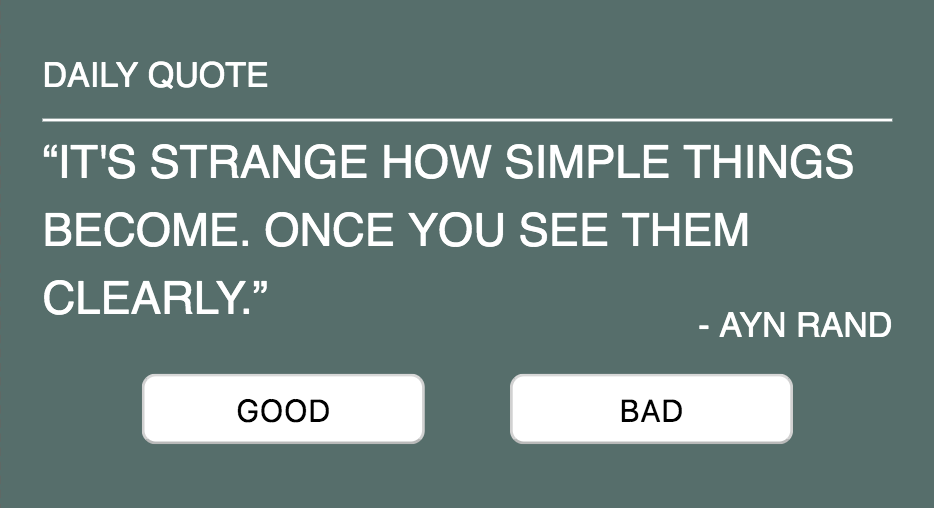 DAILY QUOTE
“IT'S STRANGE HOW SIMPLE THINGS
BECOME. ONCE YOU SEE THEM
CLEARLY.”
- AYN RAND
GOOD
BAD